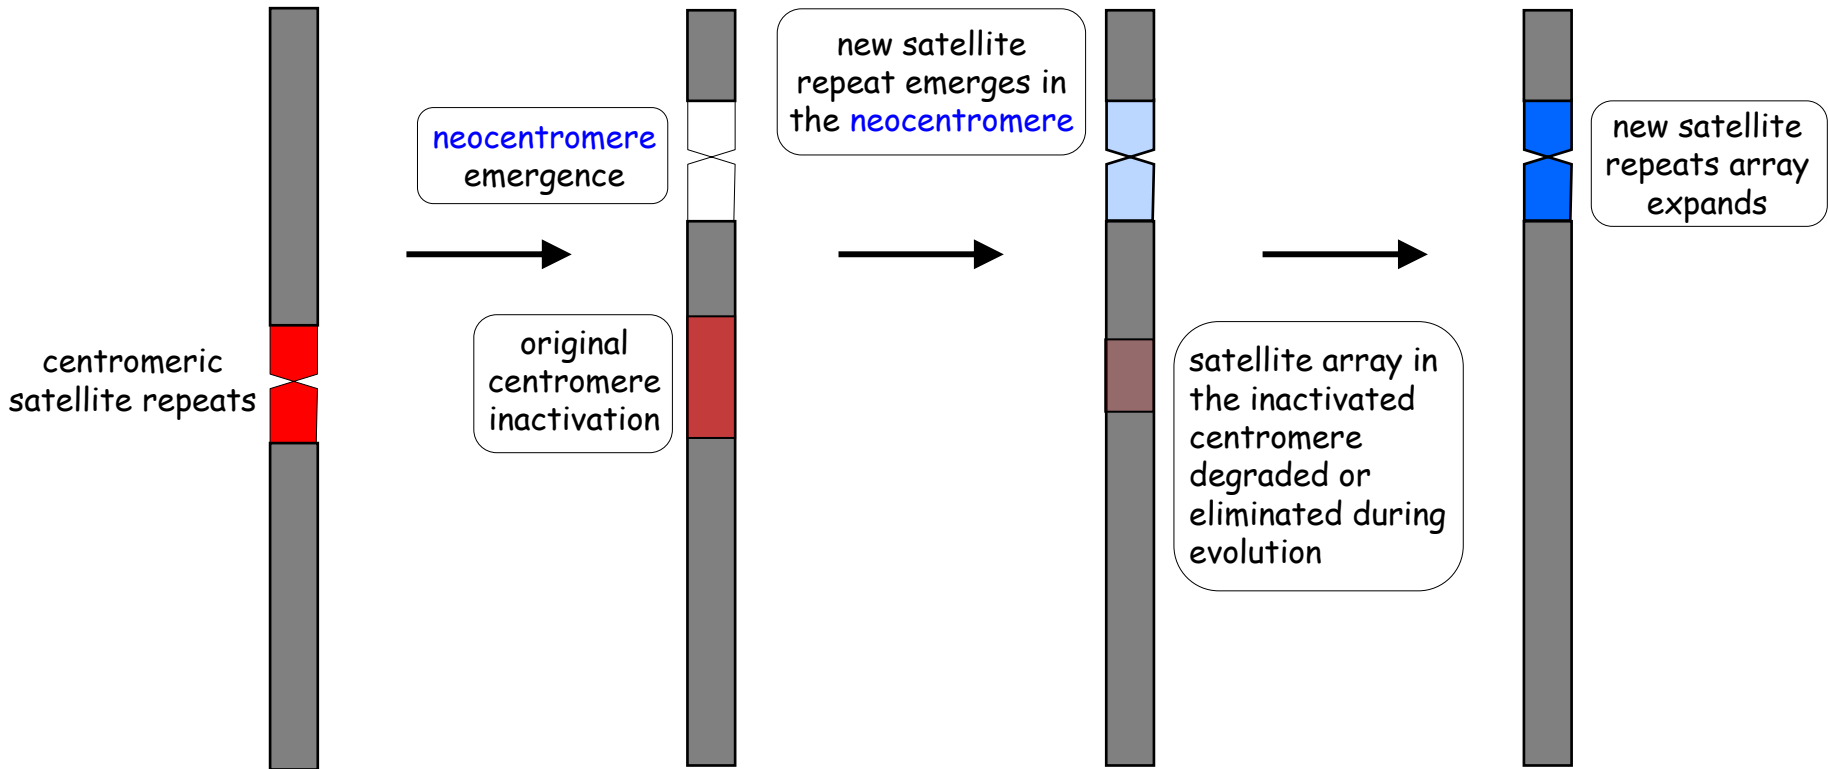 centromeric
satellite repeats
neocentromere
emergence
original
centromere
inactivation
new satellite
repeat emerges in
the neocentromere
satellite array in
the inactivated
centromere
degraded or
eliminated during
evolution
new satellite
repeats array
expands